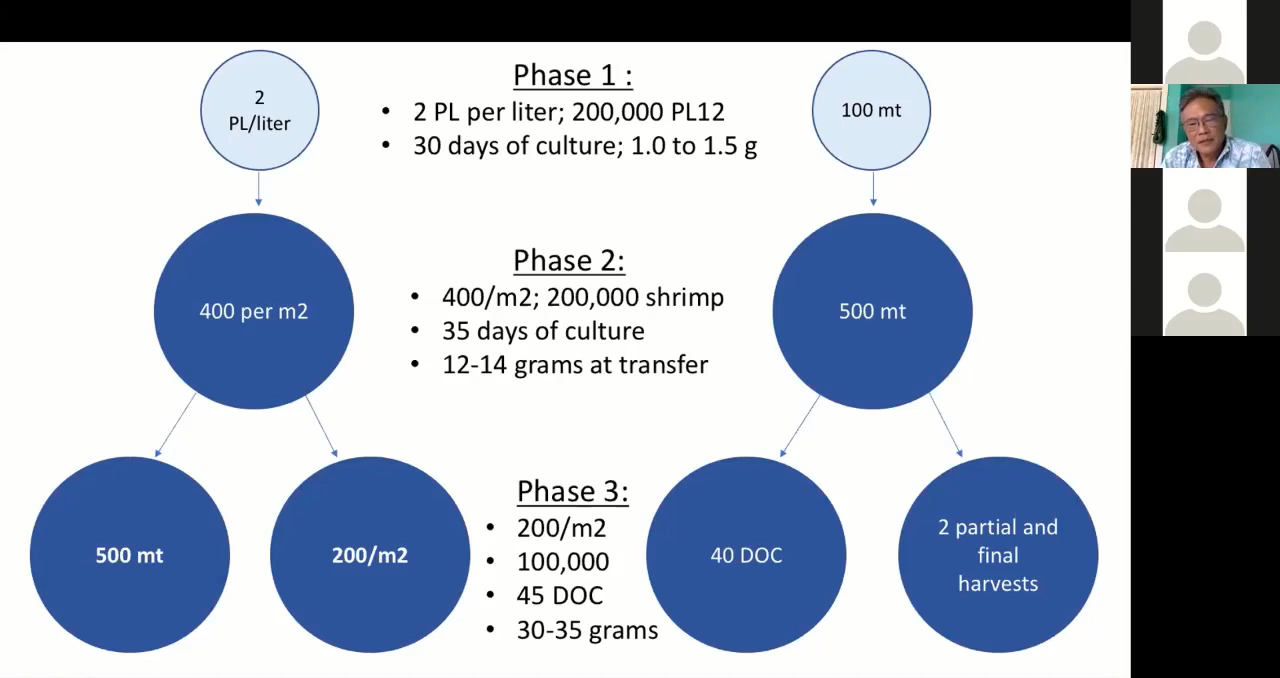 2
PL/liter
Phase 1 :
• 2 PL per liter; 200,000 PL12
• 30 days of culture; 1.0 to 1.5 g
100 mt
400 per m2
Phase 2:
• 400/m2; 200,000 shrimp
• 35 days of culture
• 12-14 grams at transfer
500 mt
500 mt
200/m2
Phase 3:
• 200/m2
• 100,000
• 45 DOC
• 30-35 grams
40 DOC
2 partial and
final
harvests